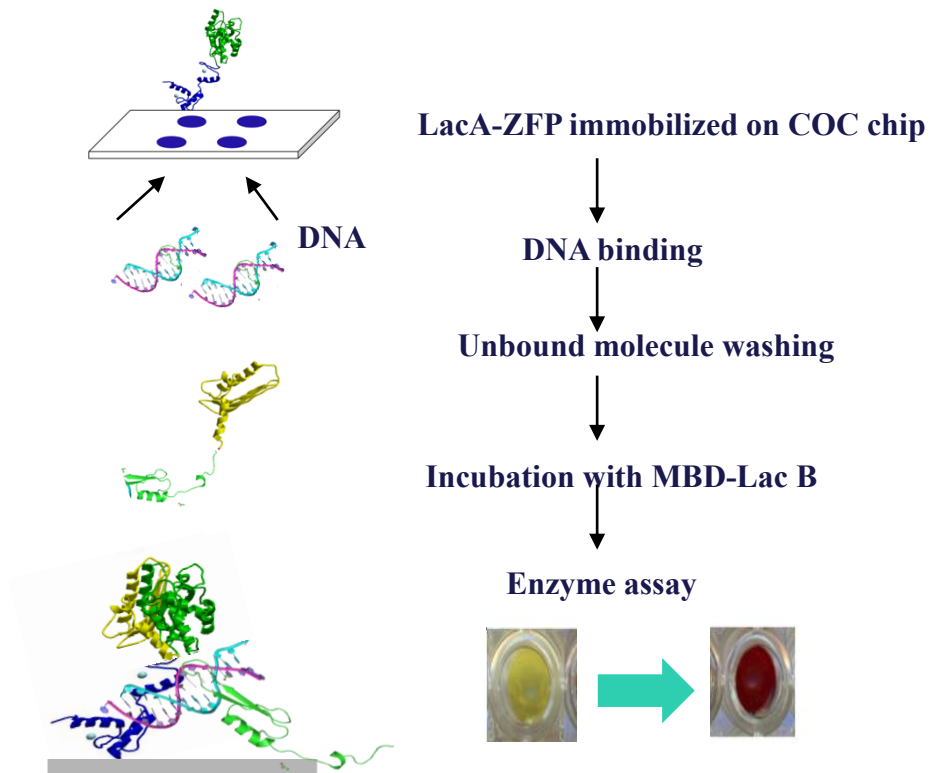 LacA-ZFP immobilized on COC chip
DNA
DNA binding
Unbound molecule washing
Incubation with MBD-Lac B
Enzyme assay